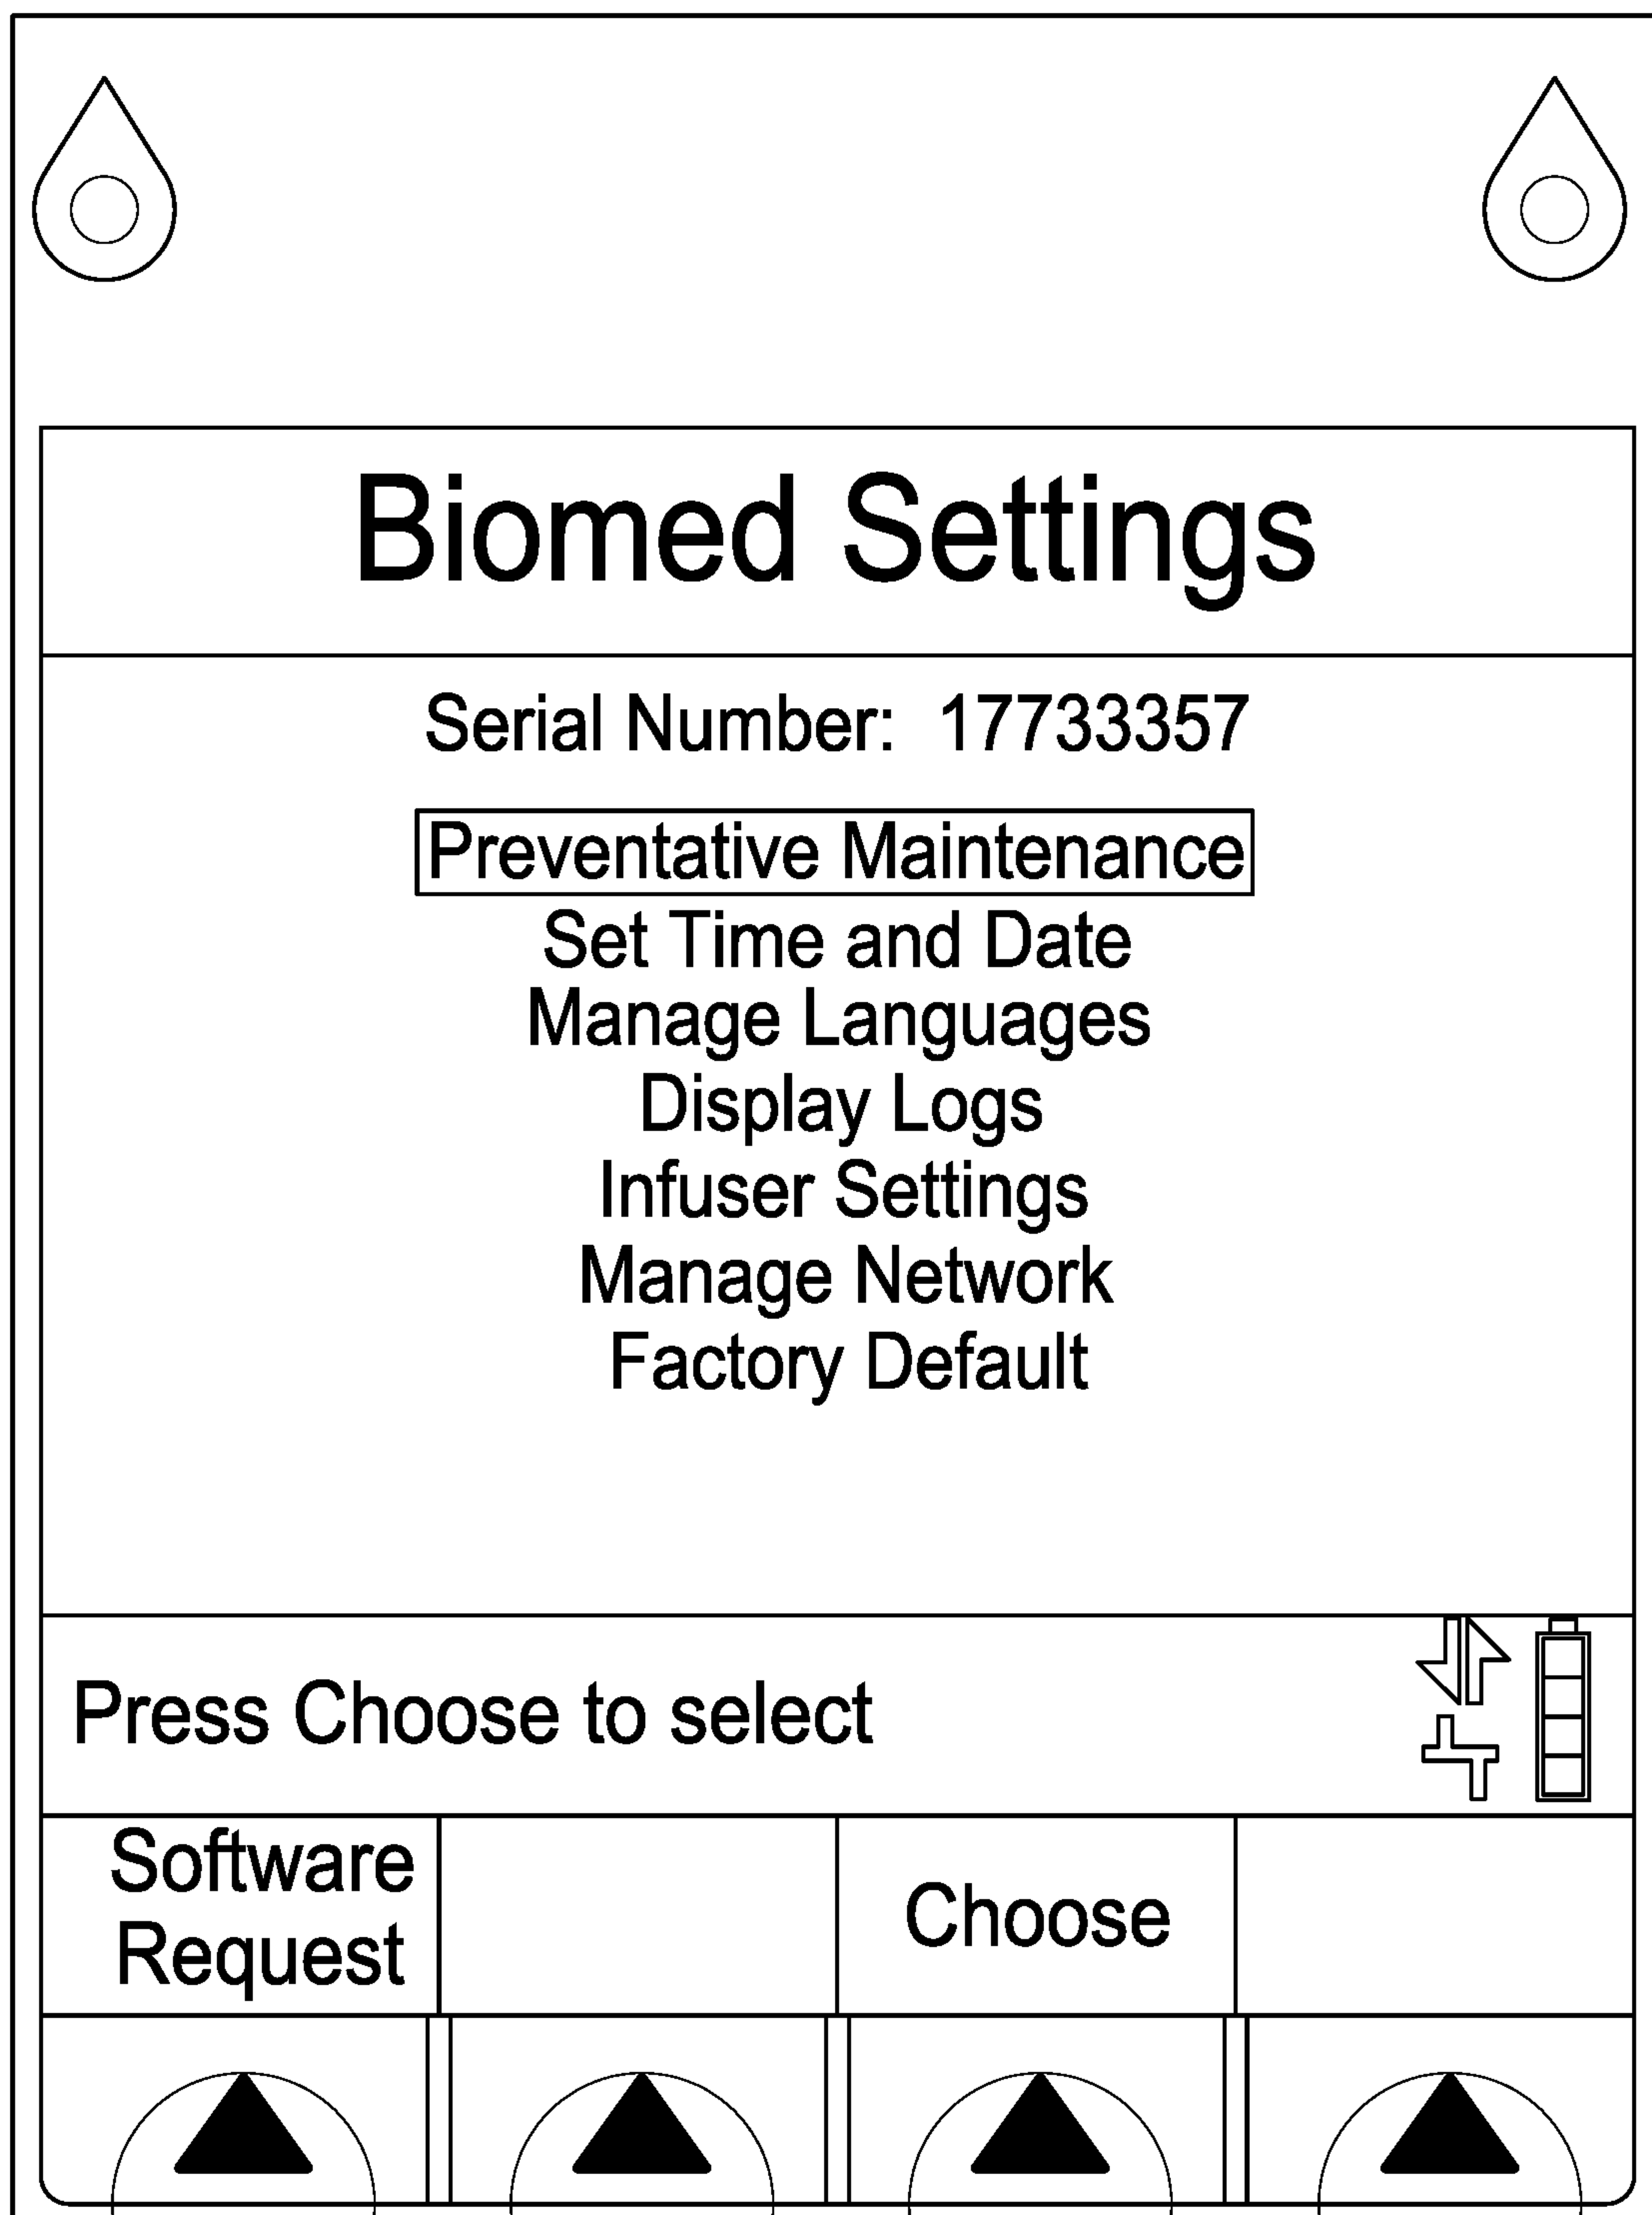 Biomed Settings
Serial Number: 17733357
Preventative Maintenance
Set Time and Date
Manage Languages
Display Logs
Infuser Settings
Manage Network
Factory Default
Press Choose to select
Software
Request
Choose